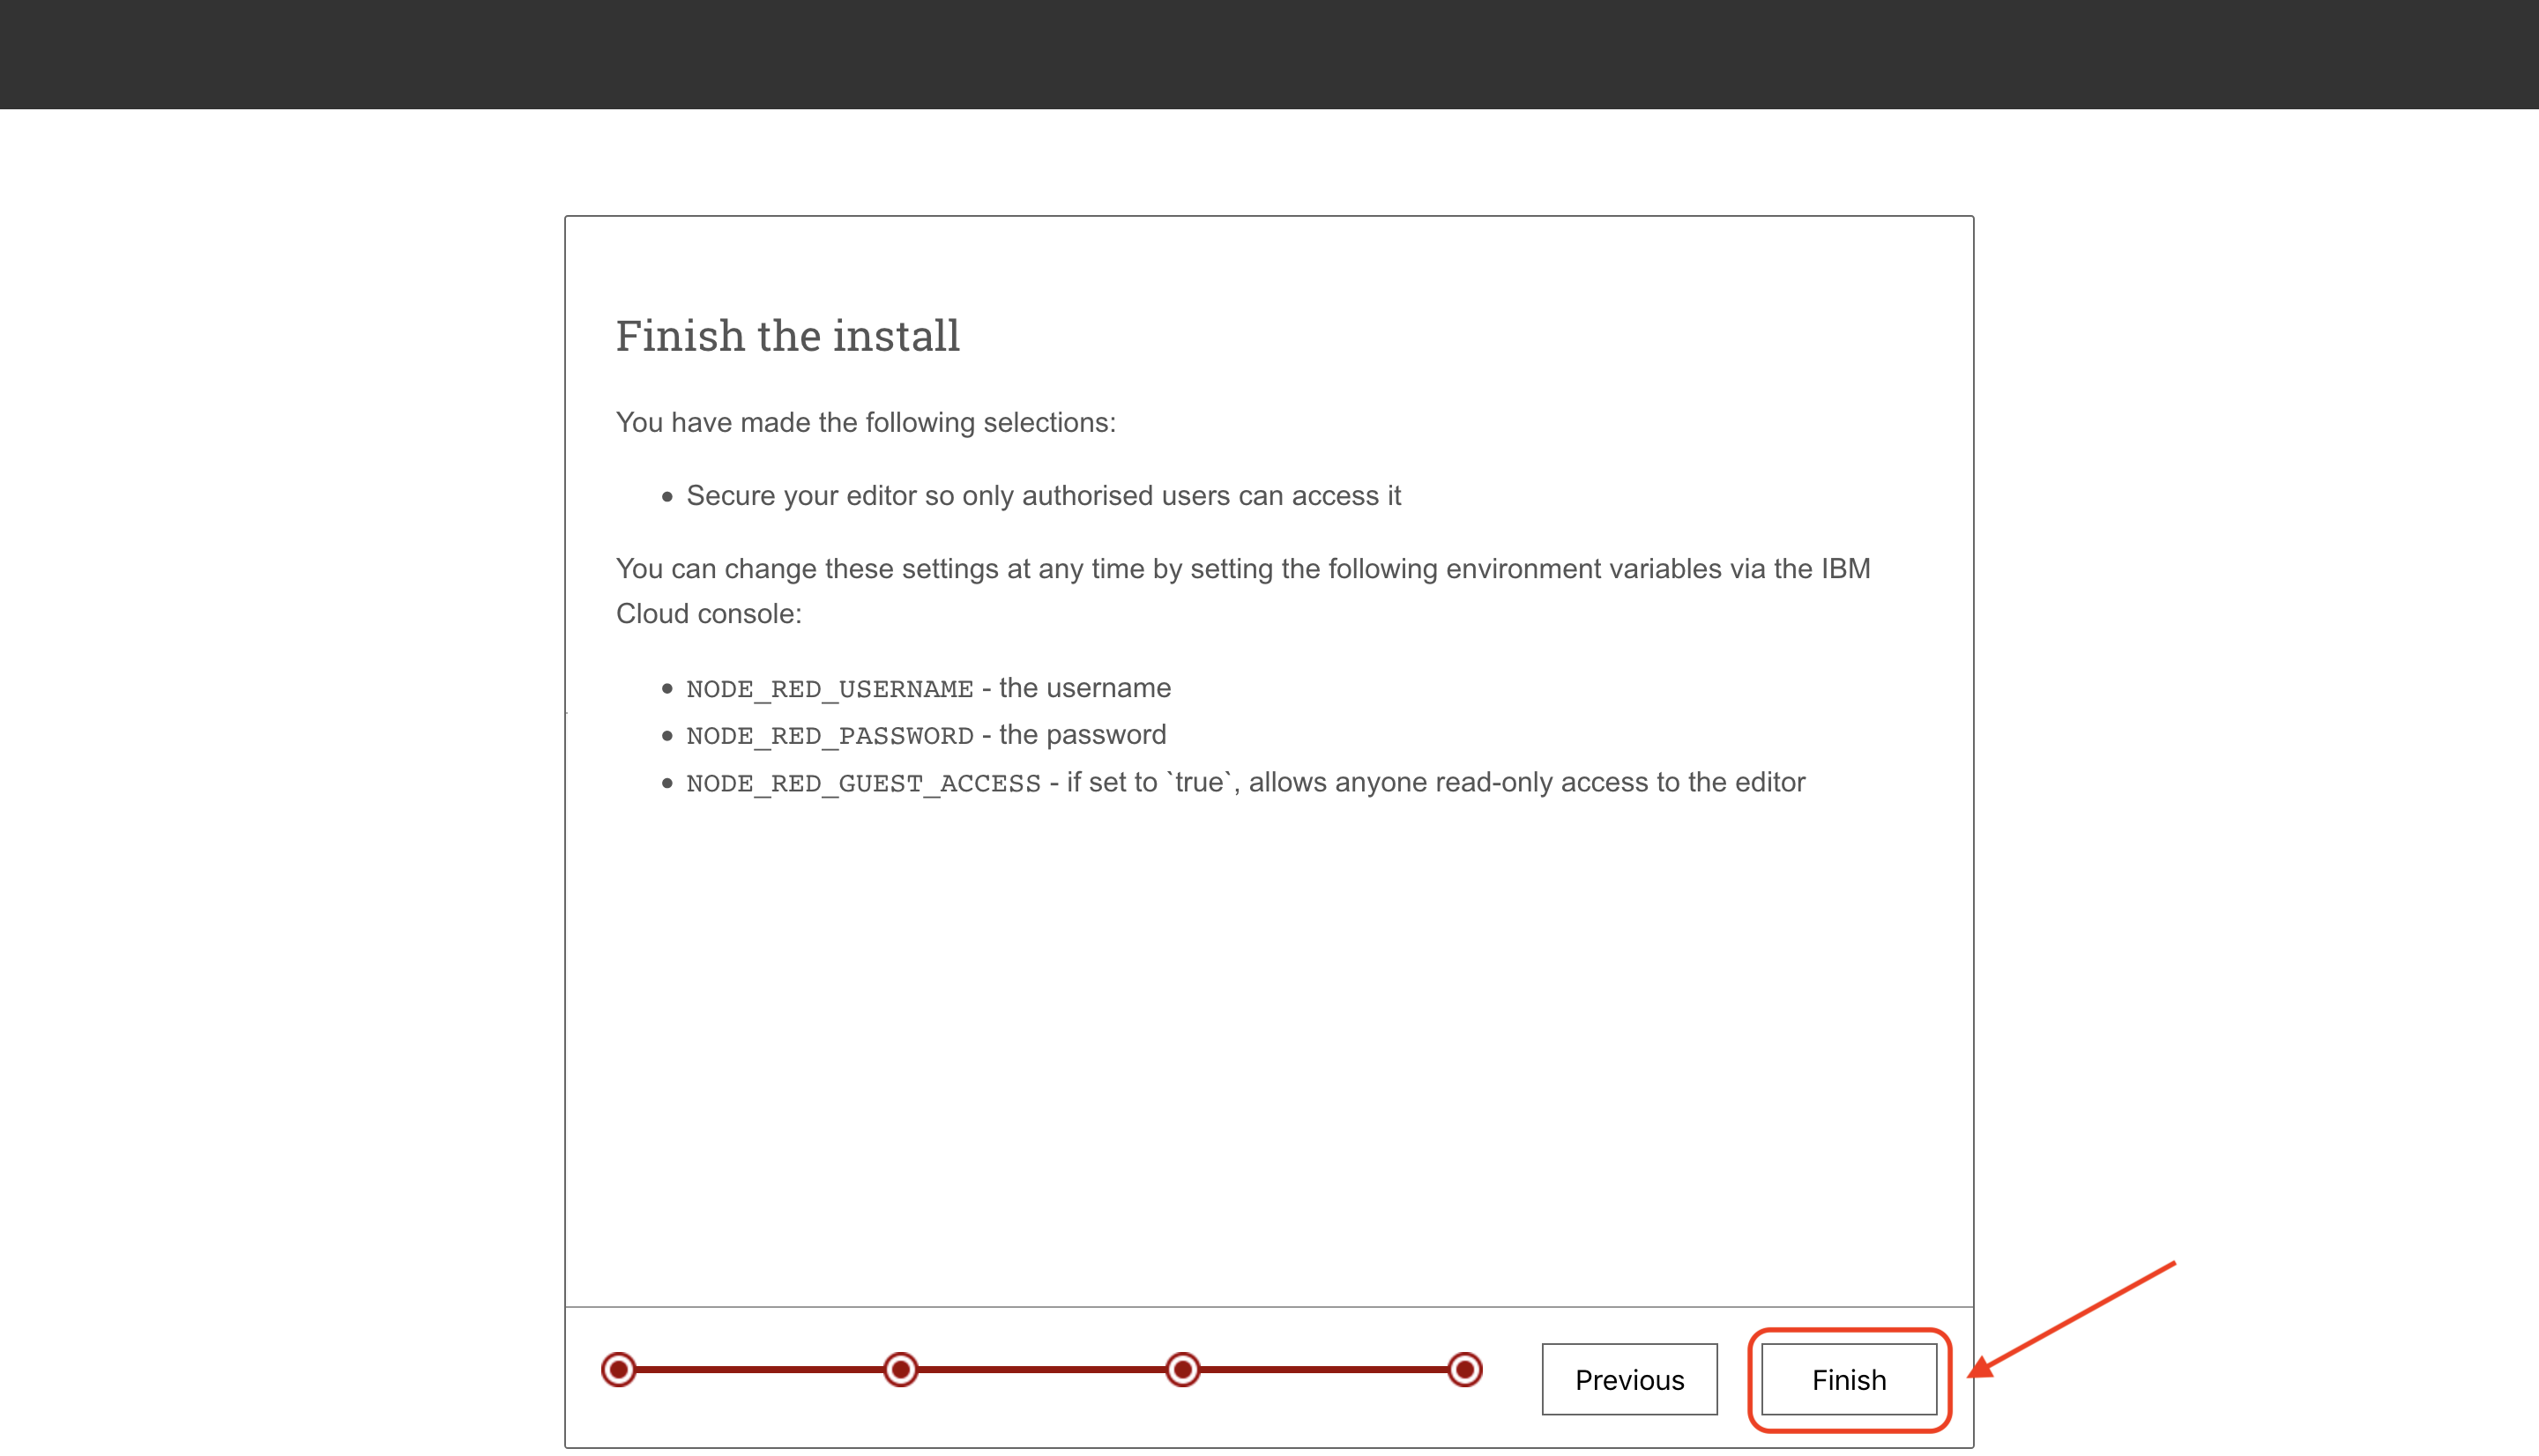 Finish the install
You have made the following selections:
• Secure your editor so only authorised users can access it
You can change these settings at any time by setting the following environment variables via the IBM
Cloud console:
• NODE_RED_USERNAME - the username
• NODE_RED_PASSWORD - the password
• NODE_RED_GUEST_ACCESS - if set to `true`, allows anyone read-only access to the editor
Previous
Finish